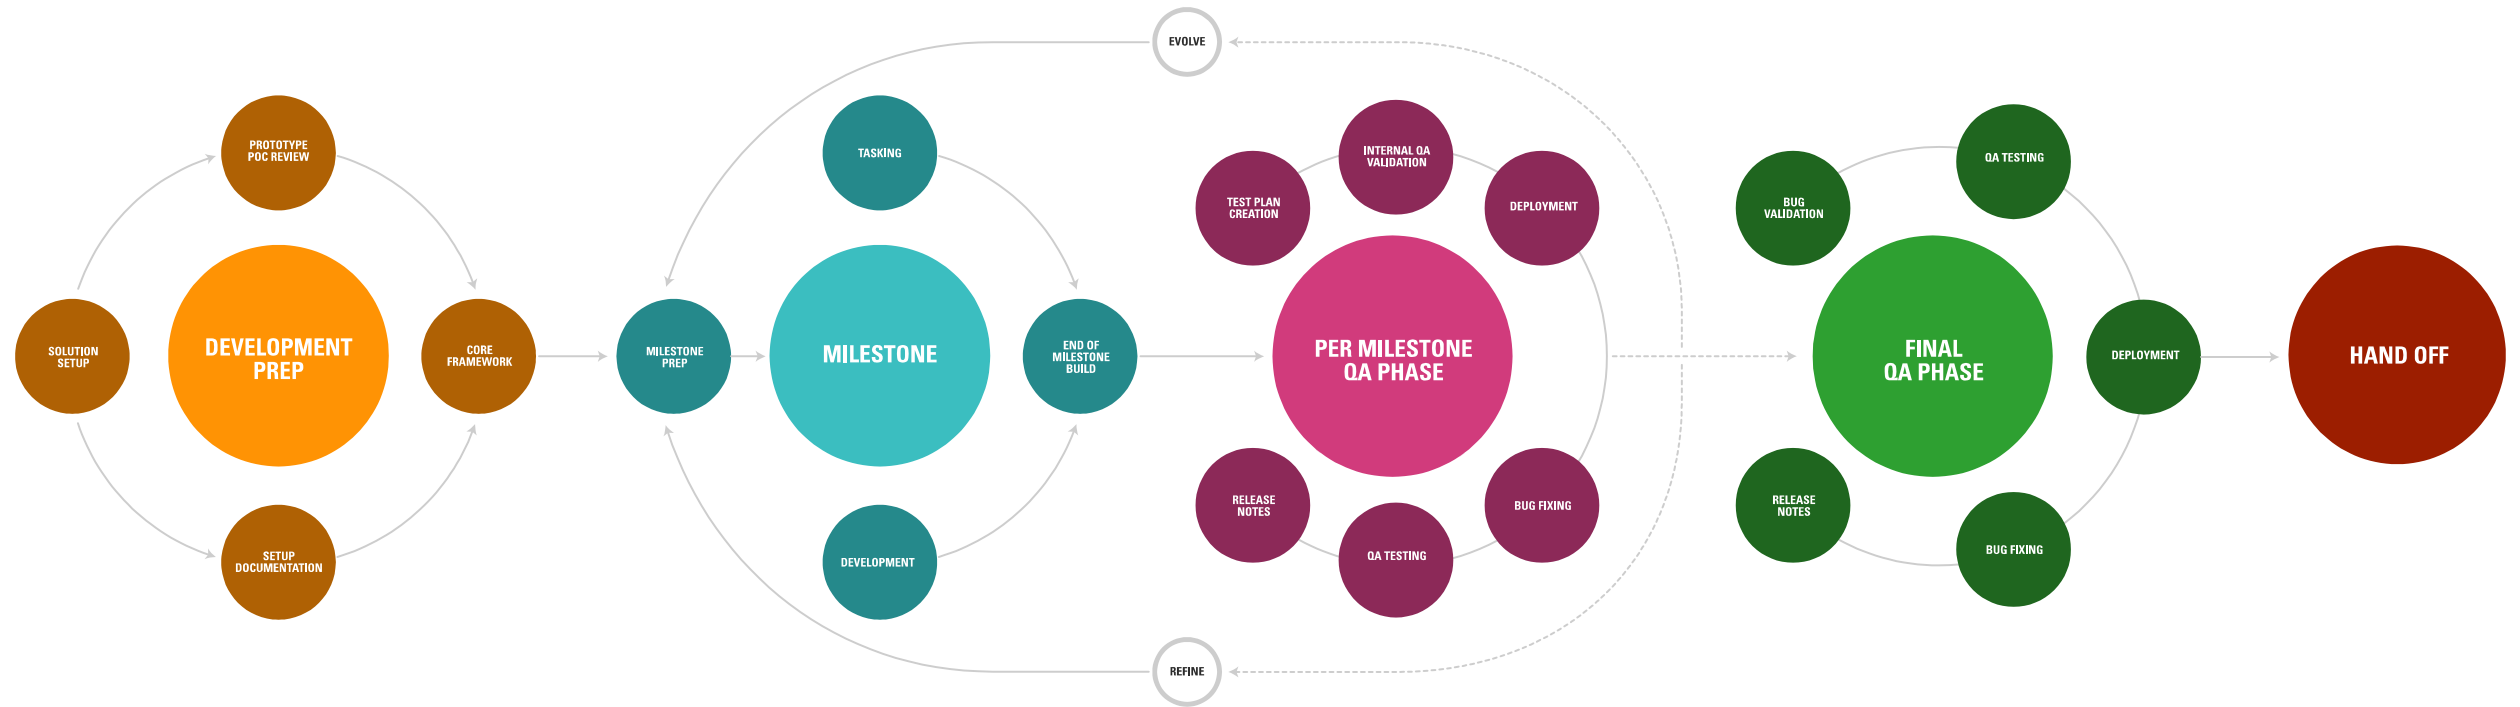 EVOLVE
PROTOTYPE
POC REVIEW
SOLUTION
SETUP
DEVELOPMENT
PREP
CORE
FRAMEWORK
SETUP
DOCUMENTATION
TASKING
MILESTONE
PREP
MILESTONE
END OF
MILESTONE
BUILD
DEVELOPMENT
TEST PLAN
CREATION
INTERNAL QA
VALIDATION
DEPLOYMENT
PER MILESTONE
QA PHASE
RELEASE
NOTES
QA TESTING
BUG FIXING
REFINE
BUG
VALIDATION
QA TESTING
FINAL
QA PHASE
DEPLOYMENT
RELEASE
NOTES
BUG FIXING
HAND OFF